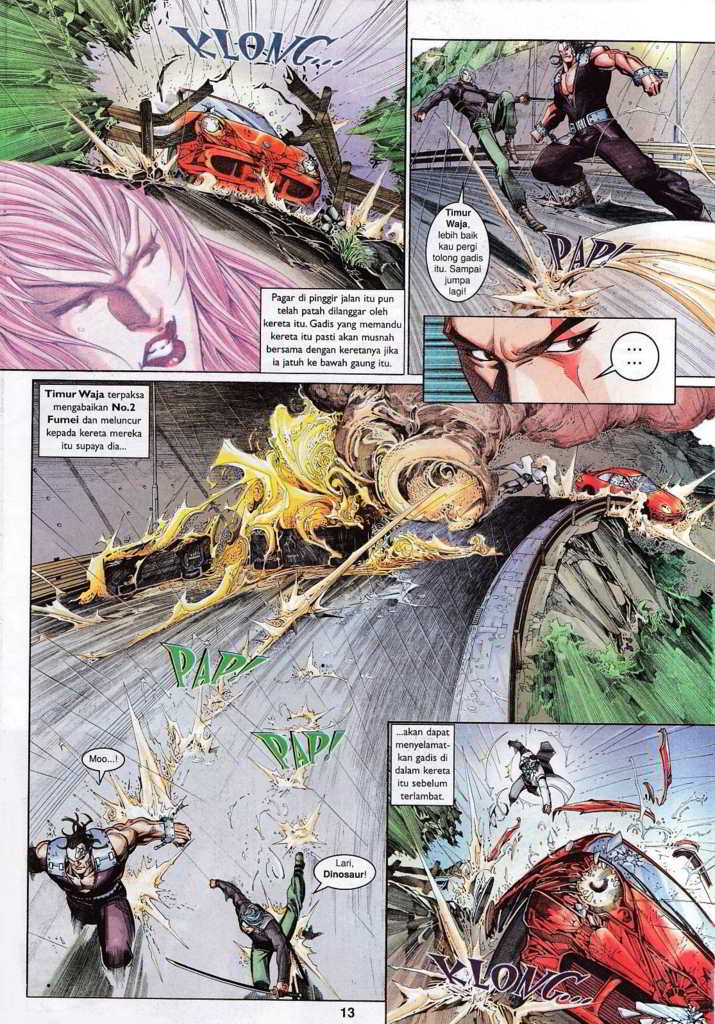 KLONG...
Pagar di pinggir jalan itu pun
telah patah dilanggar oleh
kereta itu. Gadis yang memandu
kereta itu pasti akan musnah
bersama dengan keretanya jika
ia jatuh ke bawah gaung itu.
Timur
Waja,
lebih baik
kau pergi
tolong gadis
itu. Sampai
jumpa
lagi!
PAP!
...
...
Timur Waja terpaksa
mengabaikan No.2
Fumei dan meluncur
kepada kereta mereka
itu supaya dia...
PAP!
PAP!
Moo...!
Lari,
Dinosaur!
...akan dapat
menyelamat-
kan gadis di
dalam kereta
itu sebelum
terlambat.
KLONG...
13